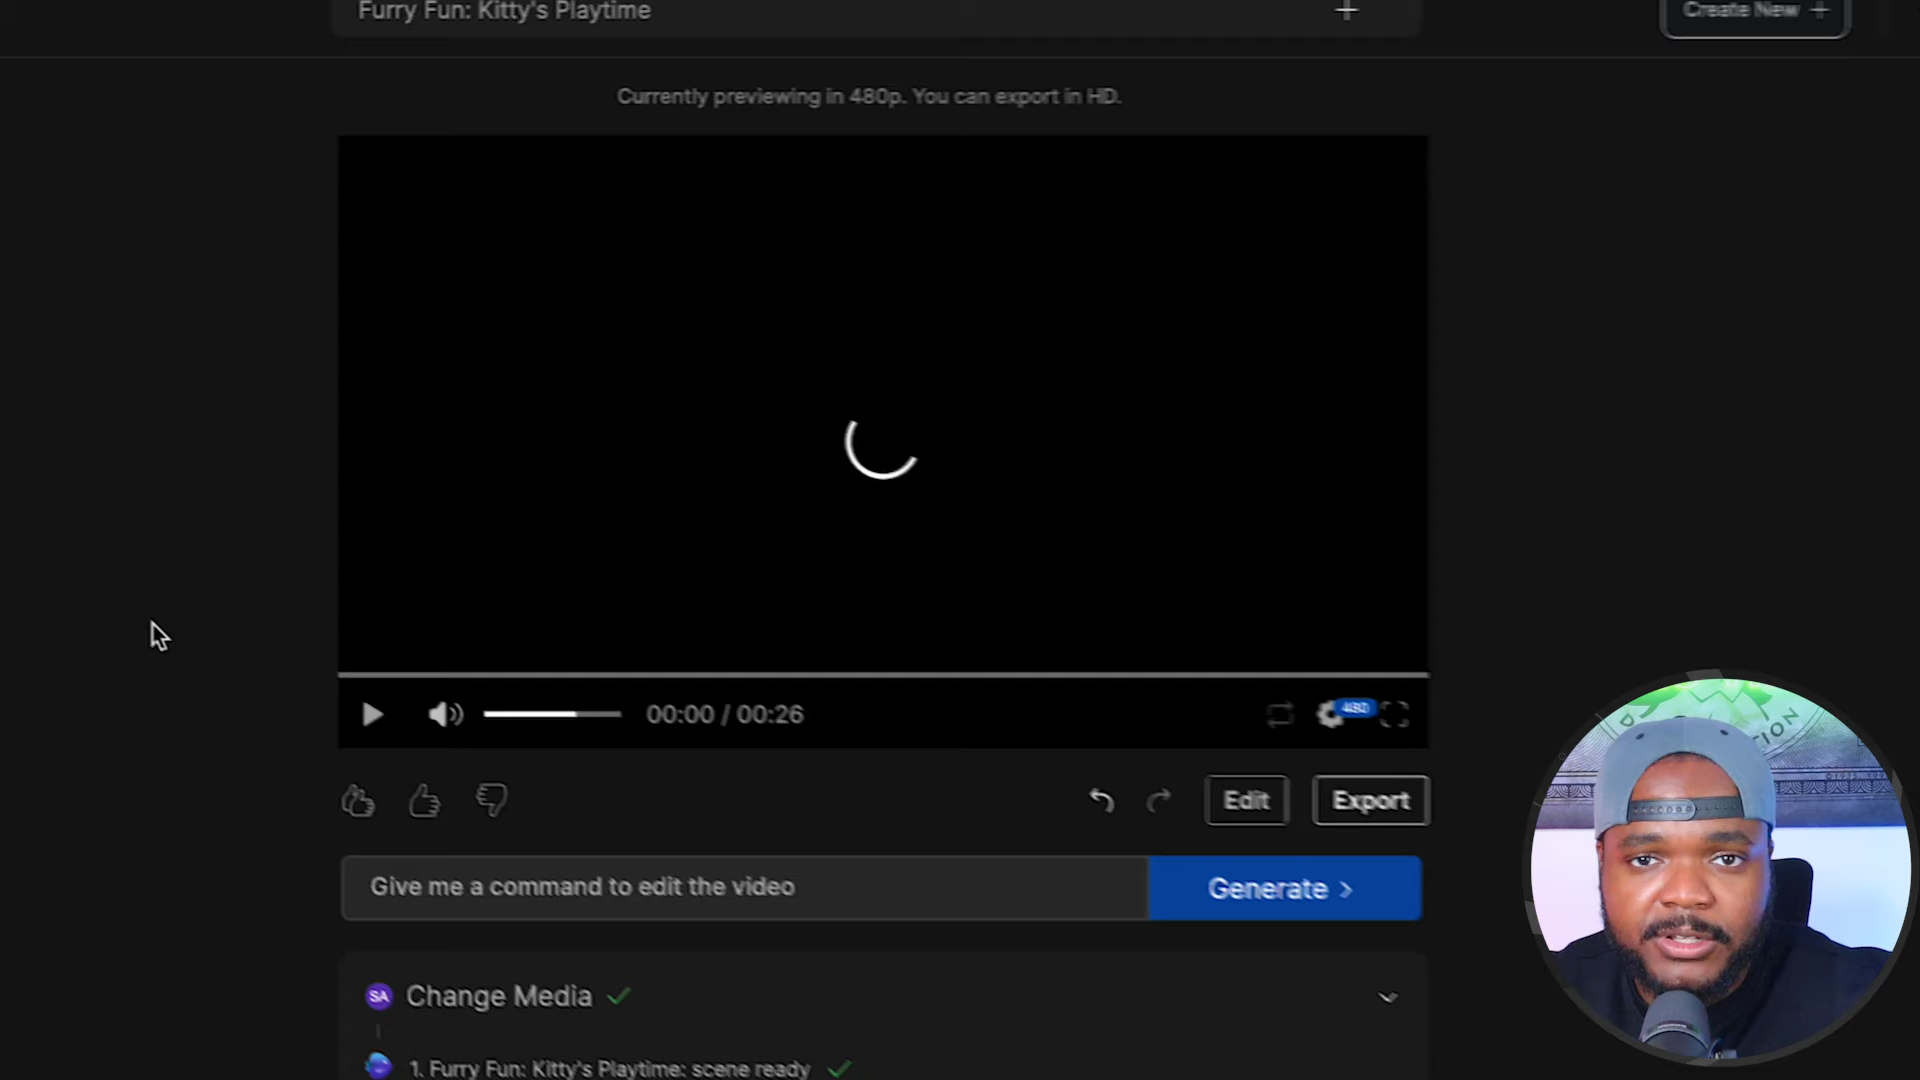 Furry Fun: Kitty's Playtime
Create New +
Currently previewing in 480p. You can export in HD.
00:00 / 00:26
480
Edit
Export
Give me a command to edit the video
Generate >
SA Change Media
1. Furry Fun: Kitty's Playtime: scene ready